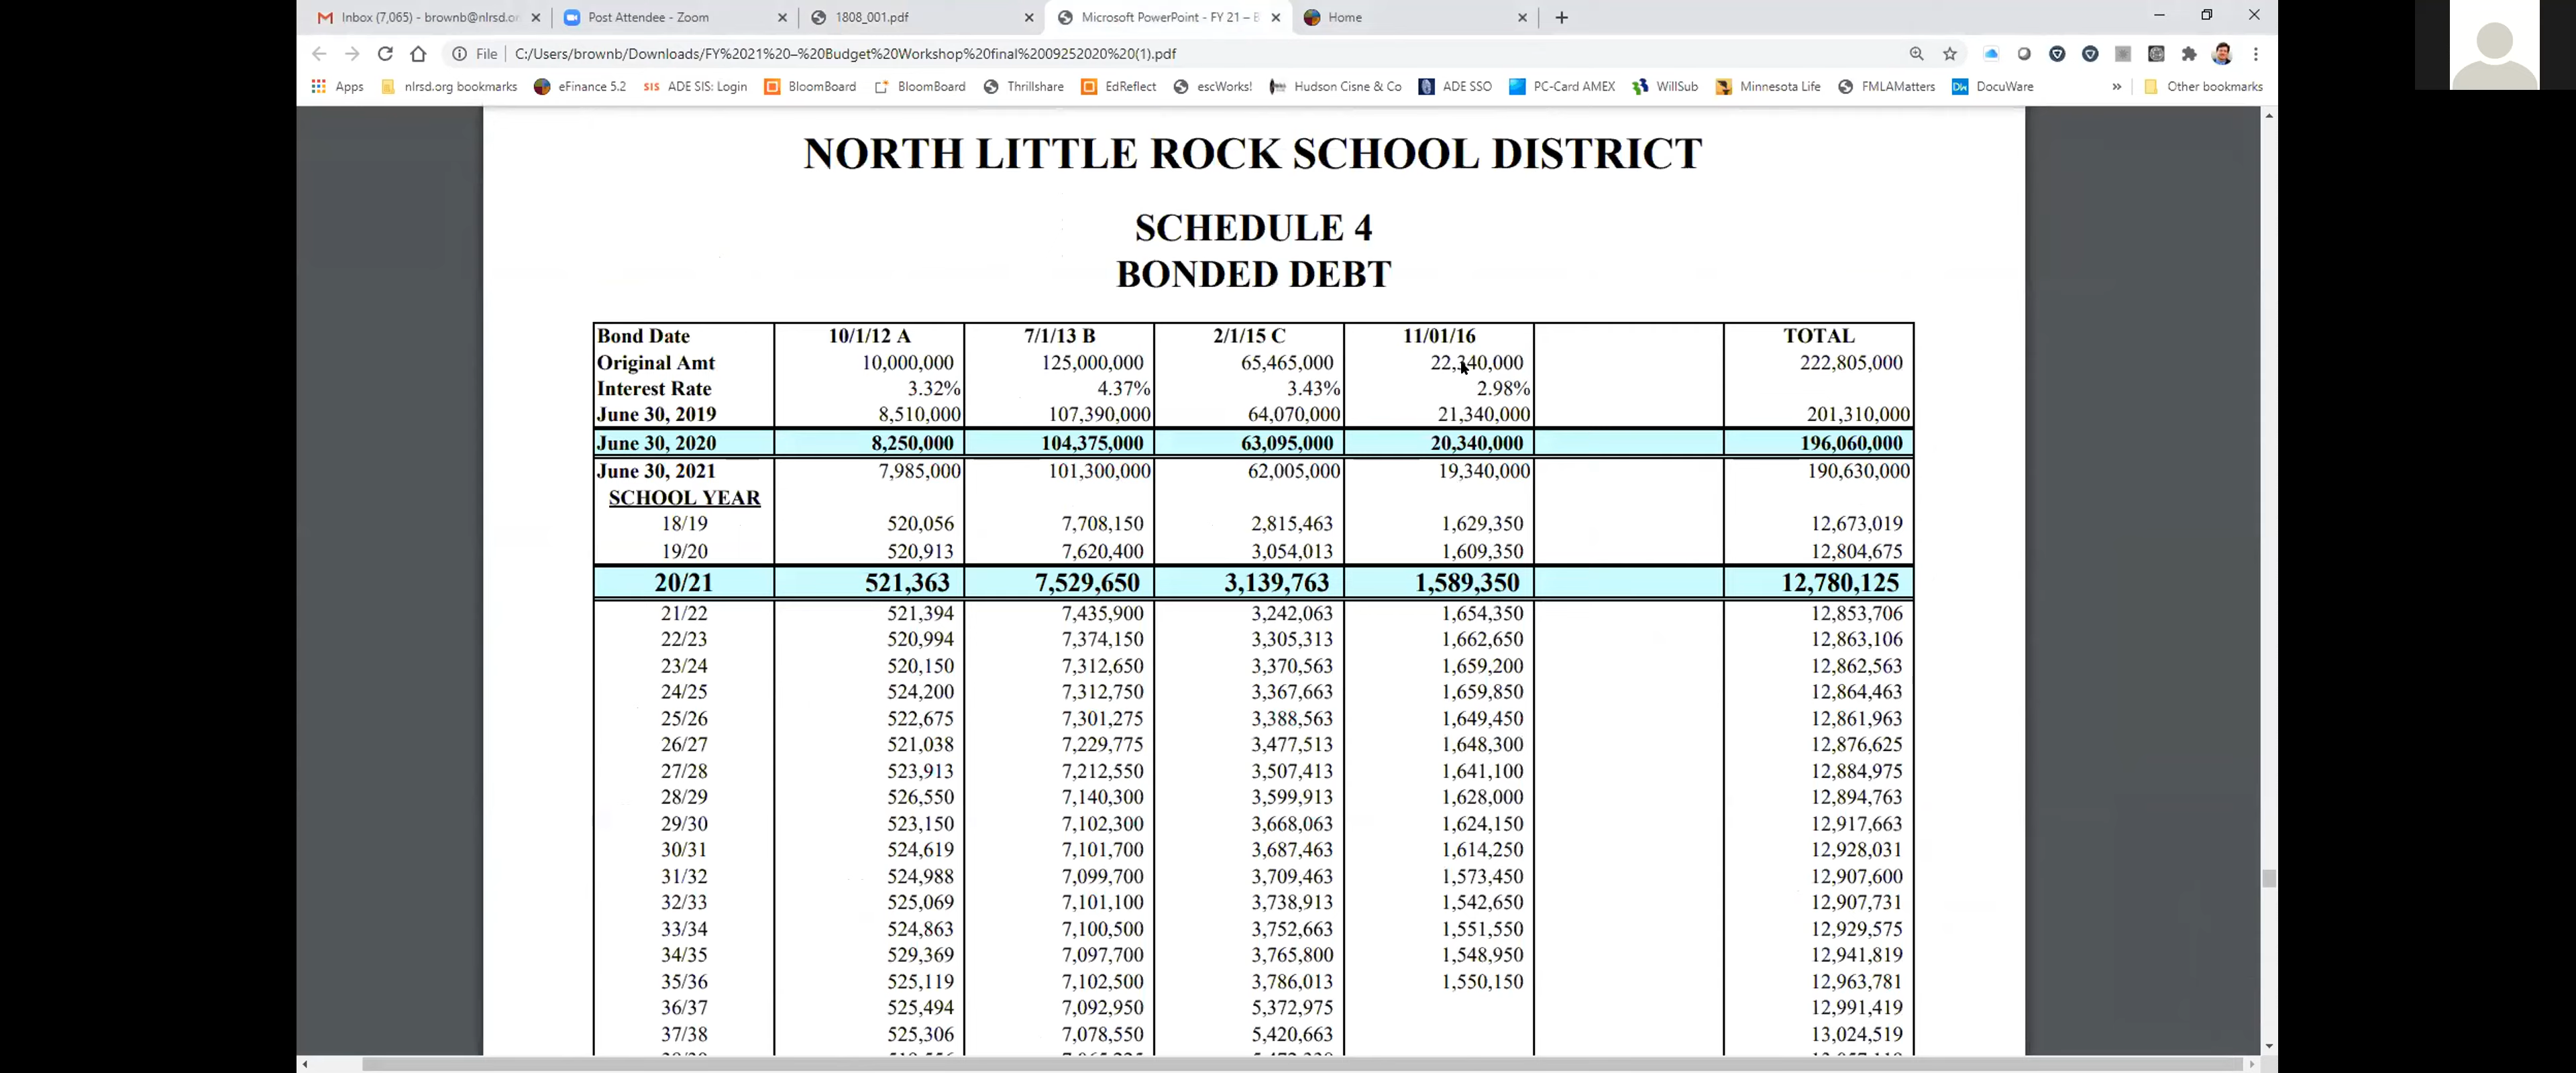 Inbox (7,065) - brownb@nlrsd.or
Post Attendee - Zoom
1808_001.pdf
Microsoft PowerPoint - FY 21 – B
Home
File C:/Users/brownb/Downloads/FY%2021%20–%20Budget%20Workshop%20final%2009252020%20(1).pdf
Apps nlrsd.org bookmarks eFinance 5.2 SIS ADE SIS: Login BloomBoard BloomBoard Thrillshare EdReflect escWorks! Hudson Cisne & Co ADE SSO PC-Card AMEX WillSub Minnesota Life FMLAMatters Dw DocuWare » Other bookmarks
NORTH LITTLE ROCK SCHOOL DISTRICT
SCHEDULE 4
BONDED DEBT
Bond Date 10/1/12 A 7/1/13 B 2/1/15 C 11/01/16 TOTAL
Original Amt 10,000,000 125,000,000 65,465,000 22,340,000 222,805,000
Interest Rate 3.32% 4.37% 3.43% 2.98%
June 30, 2019 8,510,000 107,390,000 64,070,000 21,340,000 201,310,000
June 30, 2020 8,250,000 104,375,000 63,095,000 20,340,000 196,060,000
June 30, 2021 7,985,000 101,300,000 62,005,000 19,340,000 190,630,000
SCHOOL YEAR
18/19 520,056 7,708,150 2,815,463 1,629,350 12,673,019
19/20 520,913 7,620,400 3,054,013 1,609,350 12,804,675
20/21 521,363 7,529,650 3,139,763 1,589,350 12,780,125
21/22 521,394 7,435,900 3,242,063 1,654,350 12,853,706
22/23 520,994 7,374,150 3,305,313 1,662,650 12,863,106
23/24 520,150 7,312,650 3,370,563 1,659,200 12,862,563
24/25 524,200 7,312,750 3,367,663 1,659,850 12,864,463
25/26 522,675 7,301,275 3,388,563 1,649,450 12,861,963
26/27 521,038 7,229,775 3,477,513 1,648,300 12,876,625
27/28 523,913 7,212,550 3,507,413 1,641,100 12,884,975
28/29 526,550 7,140,300 3,599,913 1,628,000 12,894,763
29/30 523,150 7,102,300 3,668,063 1,624,150 12,917,663
30/31 524,619 7,101,700 3,687,463 1,614,250 12,928,031
31/32 524,988 7,099,700 3,709,463 1,573,450 12,907,600
32/33 525,069 7,101,100 3,738,913 1,542,650 12,907,731
33/34 524,863 7,100,500 3,752,663 1,551,550 12,929,575
34/35 529,369 7,097,700 3,765,800 1,548,950 12,941,819
35/36 525,119 7,102,500 3,786,013 1,550,150 12,963,781
36/37 525,494 7,092,950 5,372,975 12,991,419
37/38 525,306 7,078,550 5,420,663 13,024,519